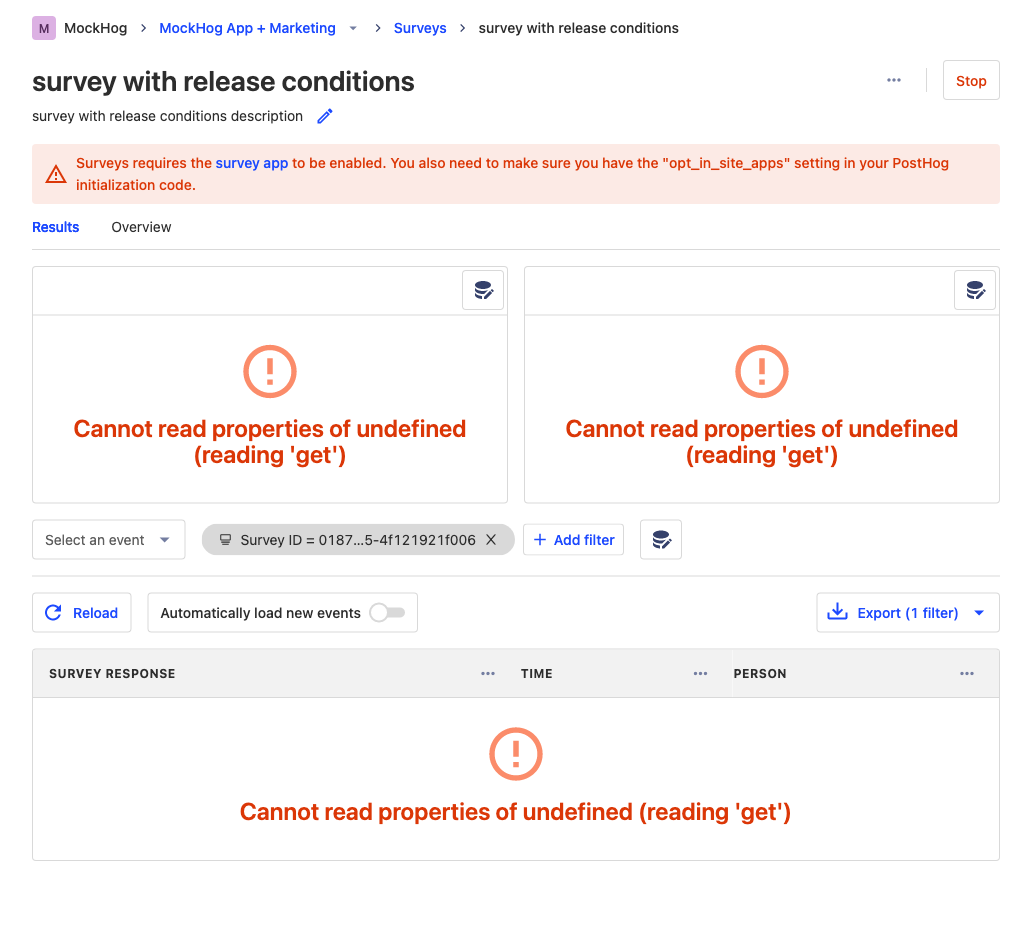 M MockHog > MockHog App + Marketing > Surveys > survey with release conditions
survey with release conditions
Stop
survey with release conditions description
Surveys requires the survey app to be enabled. You also need to make sure you have the "opt_in_site_apps" setting in your PostHog
initialization code.
Results Overview
Cannot read properties of undefined
(reading 'get')
Cannot read properties of undefined
(reading 'get')
Select an event
Survey ID = 0187...5-4f121921f006
Add filter
Reload
Automatically load new events
Export (1 filter)
SURVEY RESPONSE TIME PERSON
Cannot read properties of undefined (reading 'get')